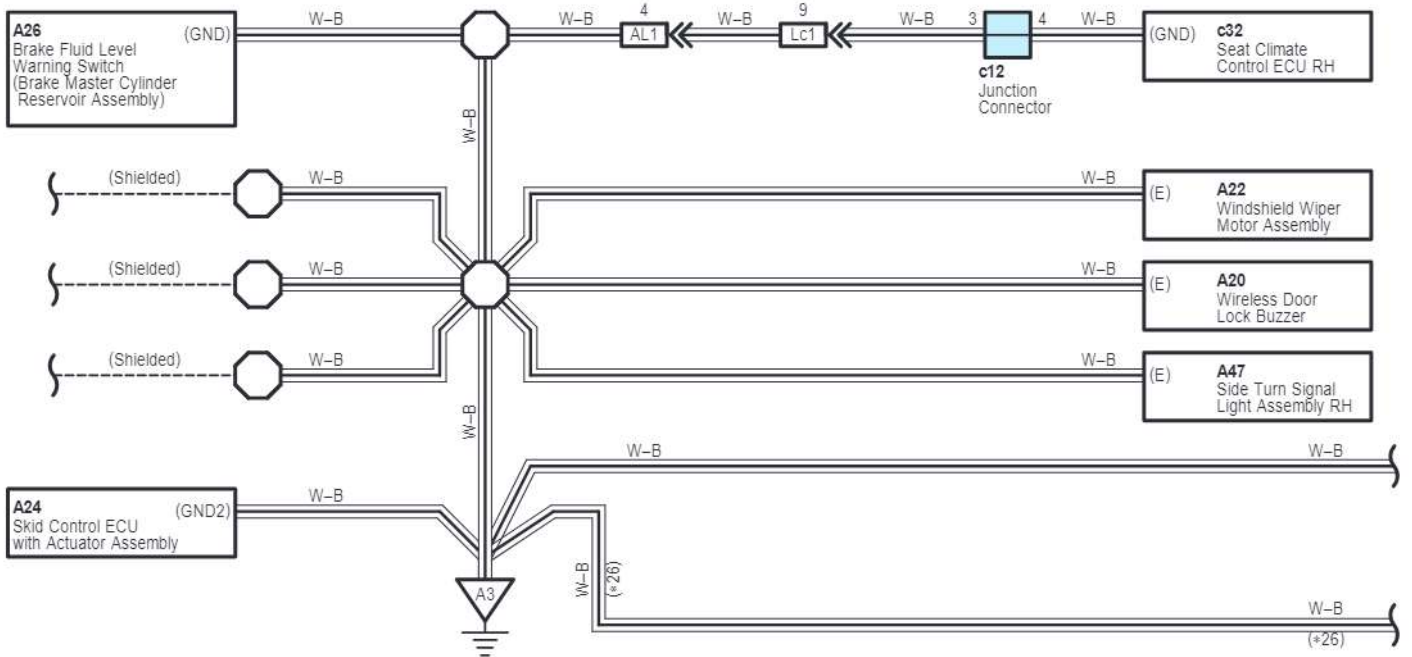 A26
(GND)
Brake Fluid Level
Warning Switch
(Brake Master Cylinder
Reservoir Assembly)
W–B
W–B
4
AL1
W–B
9
Lc1
W–B
3
4
W–B
c12
Junction
Connector
(GND)
c32
Seat Climate
Control ECU RH
W–B
(Shielded)
W–B
W–B
(E)
A22
Windshield Wiper
Motor Assembly
(Shielded)
W–B
W–B
(E)
A20
Wireless Door
Lock Buzzer
(Shielded)
W–B
W–B
(E)
A47
Side Turn Signal
Light Assembly RH
W–B
W–B
W–B
A24
(GND2)
Skid Control ECU
with Actuator Assembly
W–B
A3
W–B
(*26)
W–B
(*26)